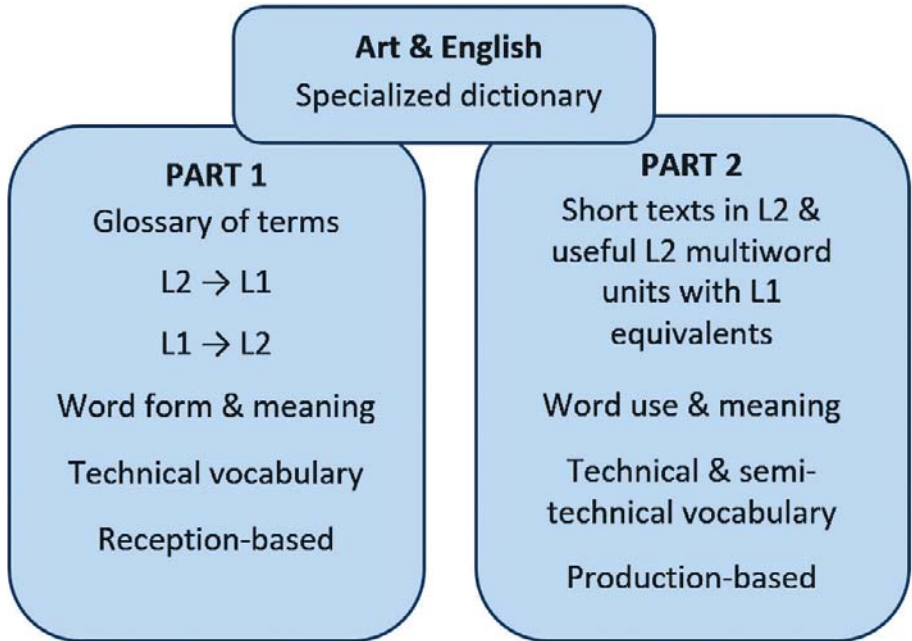 Art & English
Specialized dictionary
PART 1
Glossary of terms
L2 → L1
L1 → L2
Word form & meaning
Technical vocabulary
Reception-based
PART 2
Short texts in L2 &
useful L2 multiword
units with L1
equivalents
Word use & meaning
Technical & semi-
technical vocabulary
Production-based